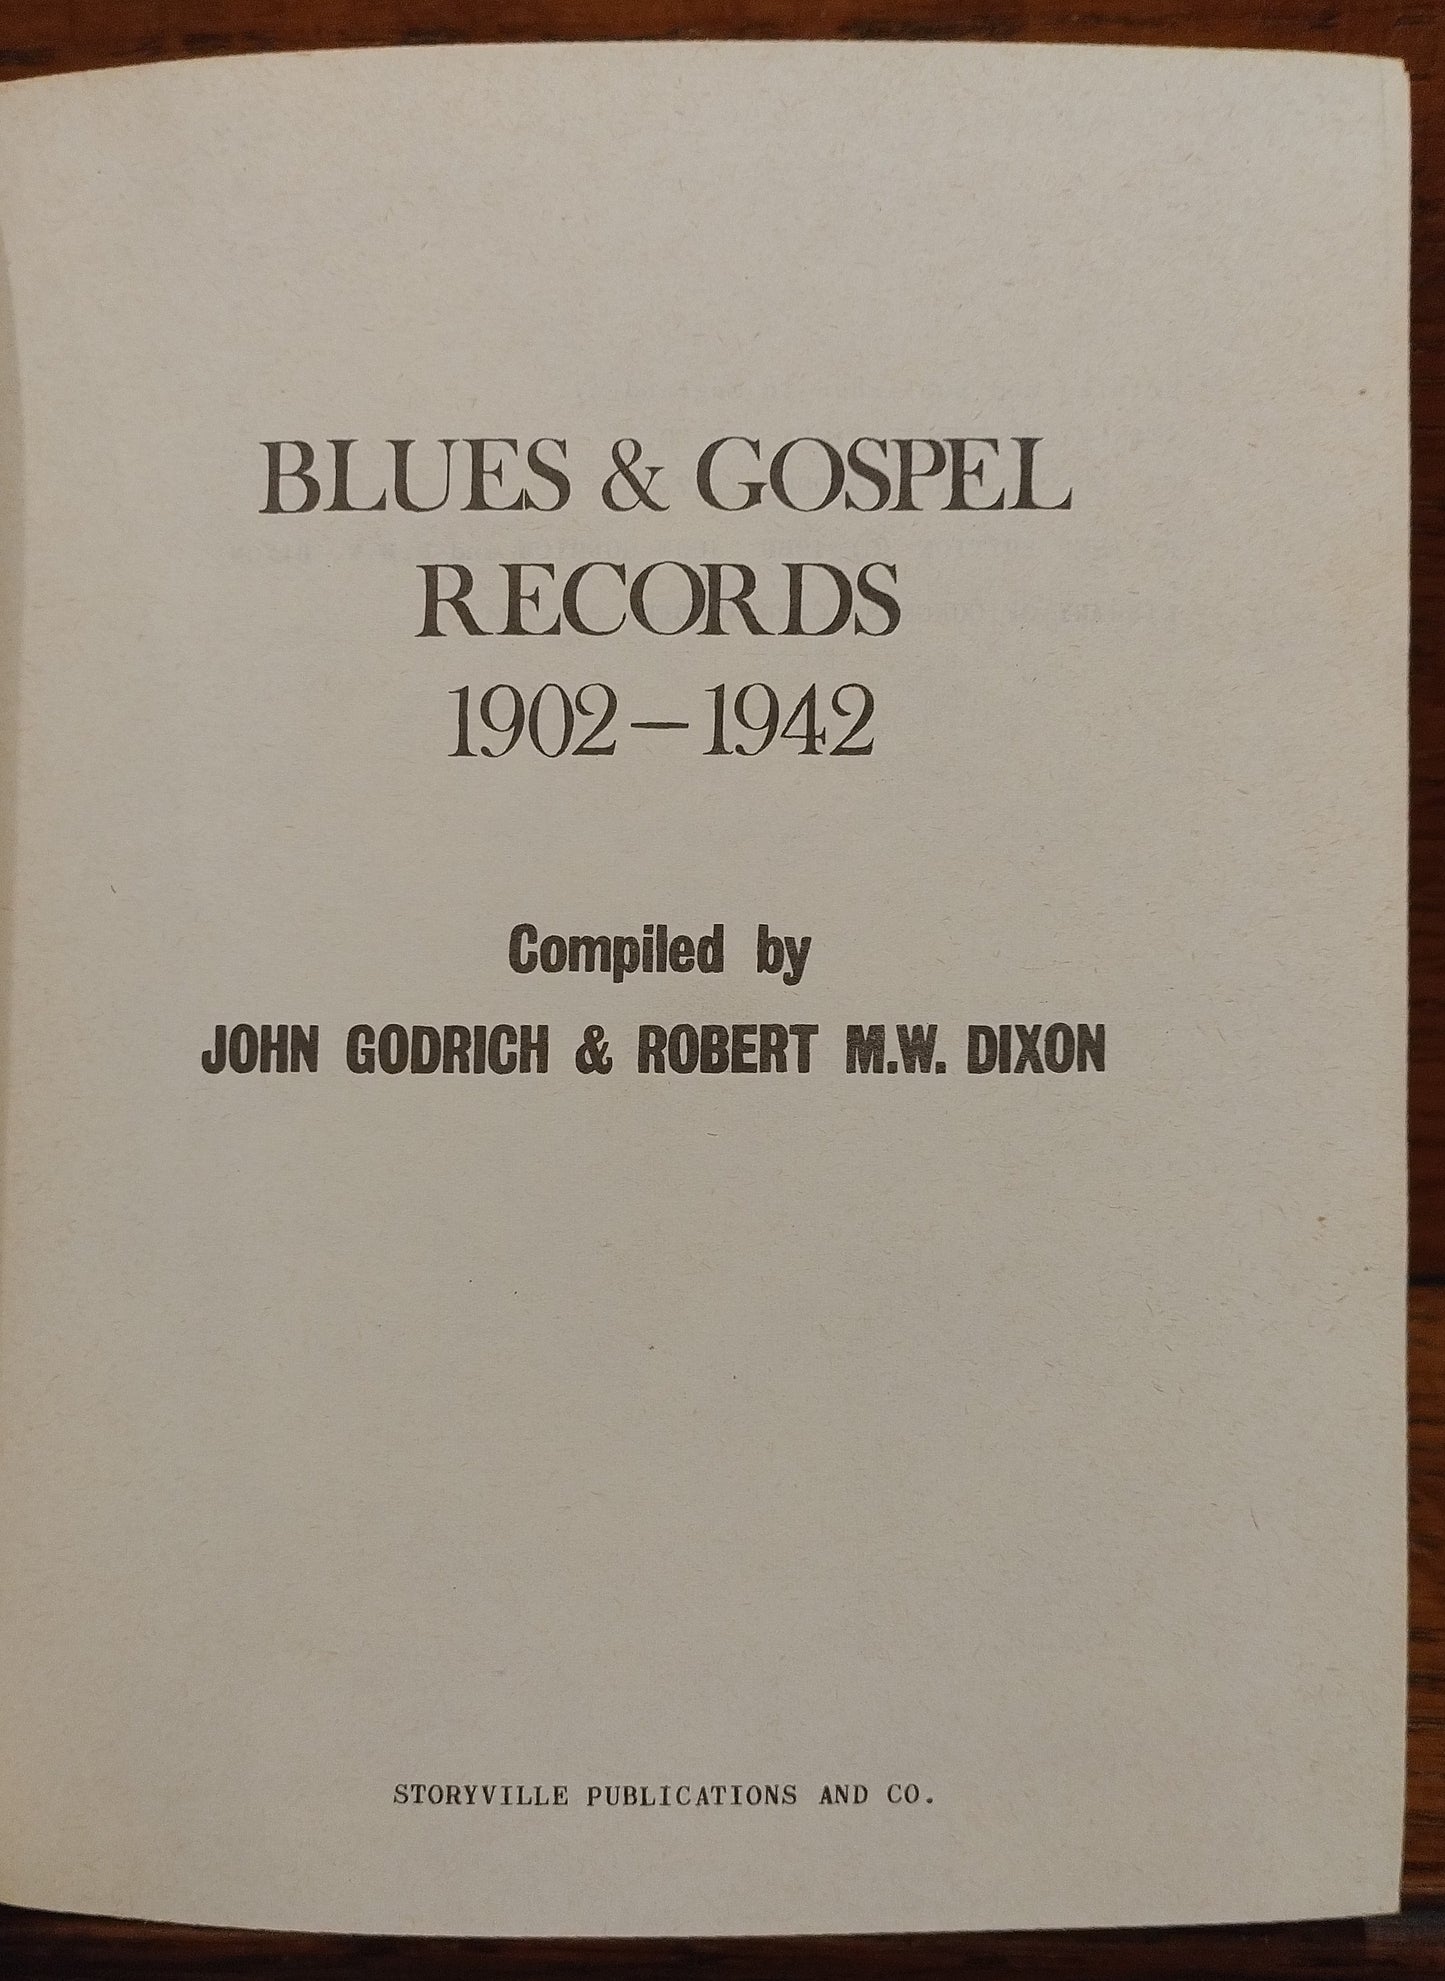 BLUES & GOSPEL
RECORDS
1902–1942
Compiled by
JOHN GODRICH & ROBERT M.W. DIXON
STORYVILLE PUBLICATIONS AND CO.